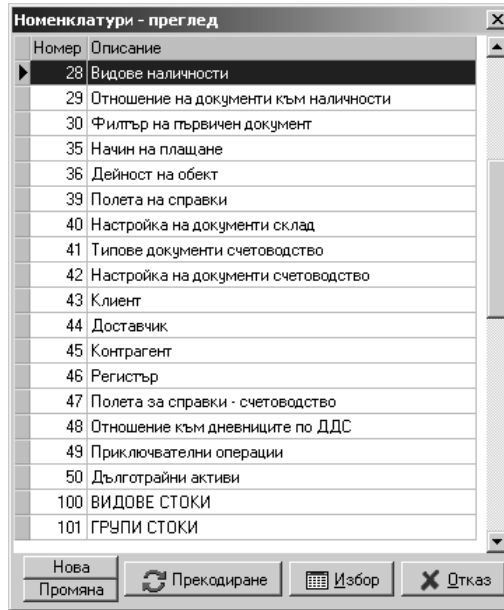 Номенклатури - преглед
Номер Описание
28 Видове наличности
29 Отношение на документи към наличности
30 Филтър на първичен документ
35 Начин на плащане
36 Дейност на обект
39 Полета на справки
40 Настройка на документи склад
41 Типове документи счетоводство
42 Настройка на документи счетоводство
43 Клиент
44 Доставчик
45 Контрагент
46 Регистър
47 Полета за справки - счетоводство
48 Отношение към дневниците по ДДС
49 Приключвателни операции
50 Дълготрайни активи
100 ВИДОВЕ СТОКИ
101 ГРУПИ СТОКИ
Нова
Промяна
Прекодиране
Избор
Отказ